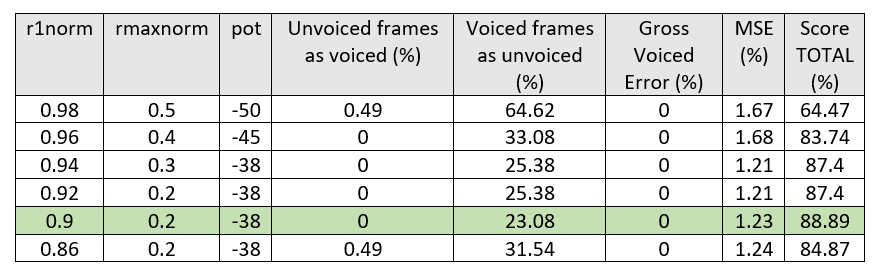 r1norm rmaxnorm pot Unvoiced frames as voiced (%) Voiced frames as unvoiced (%) Gross Voiced Error (%) MSE (%) Score TOTAL (%)
0.98 0.5 -50 0.49 64.62 0 1.67 64.47
0.96 0.4 -45 0 33.08 0 1.68 83.74
0.94 0.3 -38 0 25.38 0 1.21 87.4
0.92 0.2 -38 0 25.38 0 1.21 87.4
0.9 0.2 -38 0 23.08 0 1.23 88.89
0.86 0.2 -38 0.49 31.54 0 1.24 84.87